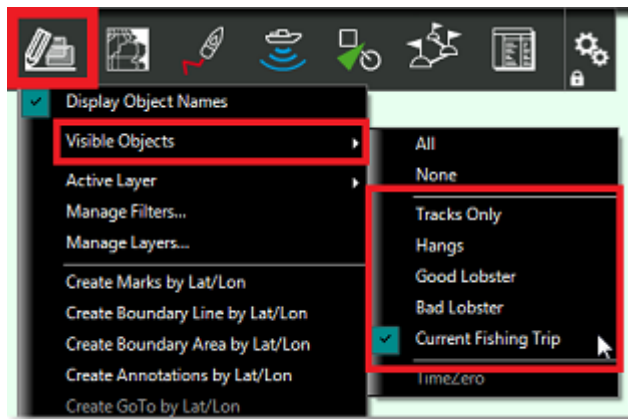 Display Object Names
Visible Objects
Active Layer
Manage Filters...
Manage Layers...
Create Marks by Lat/Lon
Create Boundary Line by Lat/Lon
Create Boundary Area by Lat/Lon
Create Annotations by Lat/Lon
Create GoTo by Lat/Lon
All
None
Tracks Only
Hangs
Good Lobster
Bad Lobster
Current Fishing Trip
TimeZero